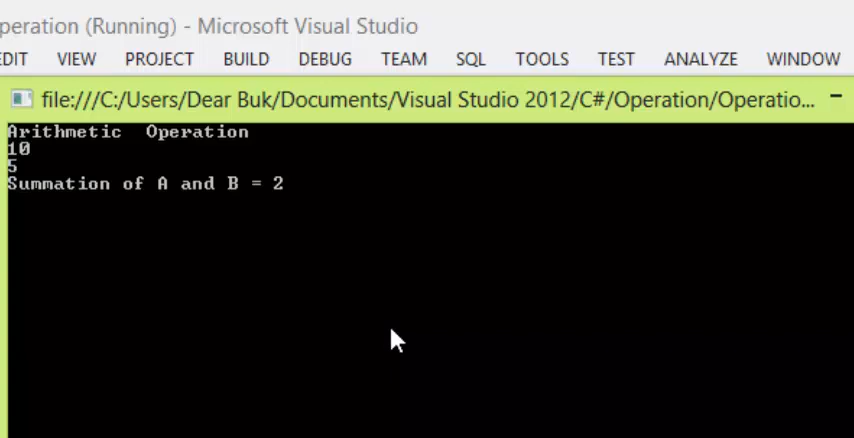 peration (Running) - Microsoft Visual Studio
EDIT VIEW PROJECT BUILD DEBUG TEAM SQL TOOLS TEST ANALYZE WINDOW
file:///C:/Users/Dear Buk/Documents/Visual Studio 2012/C#/Operation/Operatio...
Arithmetic  Operation
10
5
Summation of A and B = 2